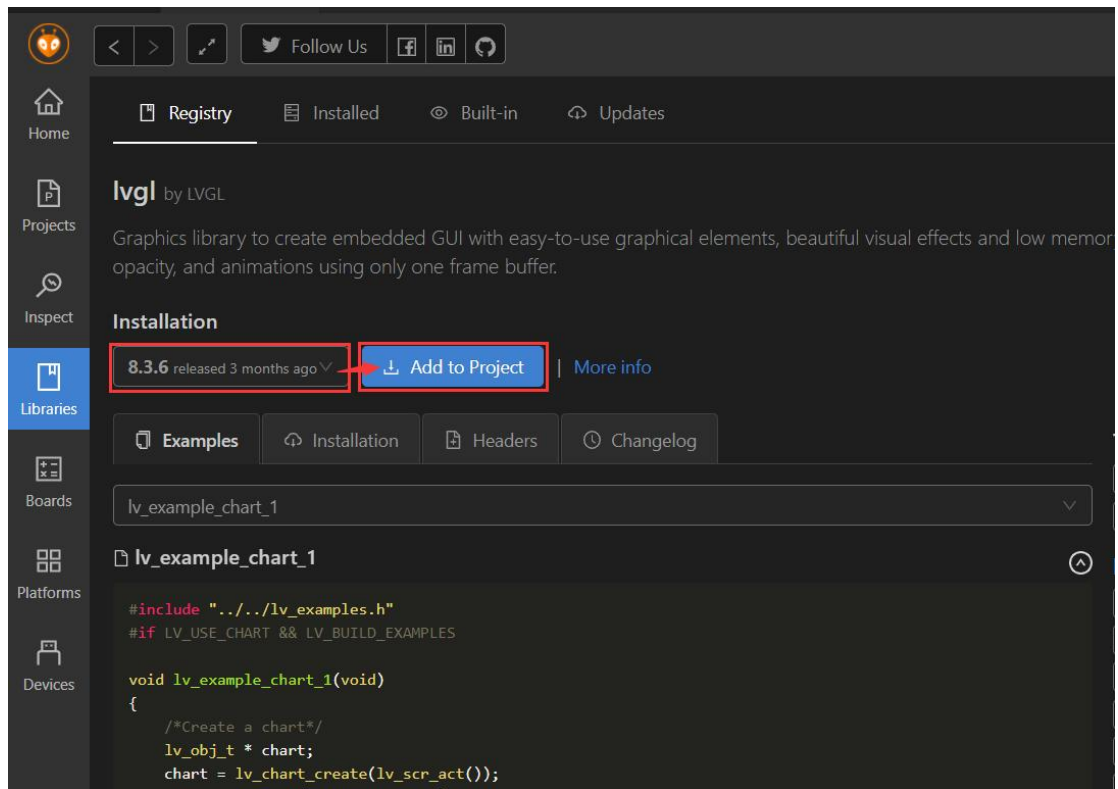 Follow Us
Home
Registry Installed Built-in Updates
lvgl by LVGL
Projects
Graphics library to create embedded GUI with easy-to-use graphical elements, beautiful visual effects and low
opacity, and animations using only one frame buffer.
Inspect
Installation
8.3.6 released 3 months ago Add to Project | More info
Libraries
Examples Installation Headers Changelog
Boards
lv_example_chart_1
lv_example_chart_1
Platforms
#include "../../lv_examples.h"
#if LV_USE_CHART && LV_BUILD_EXAMPLES
Devices
void lv_example_chart_1(void)
{
/*Create a chart*/
lv_obj_t * chart;
chart = lv_chart_create(lv_scr_act());